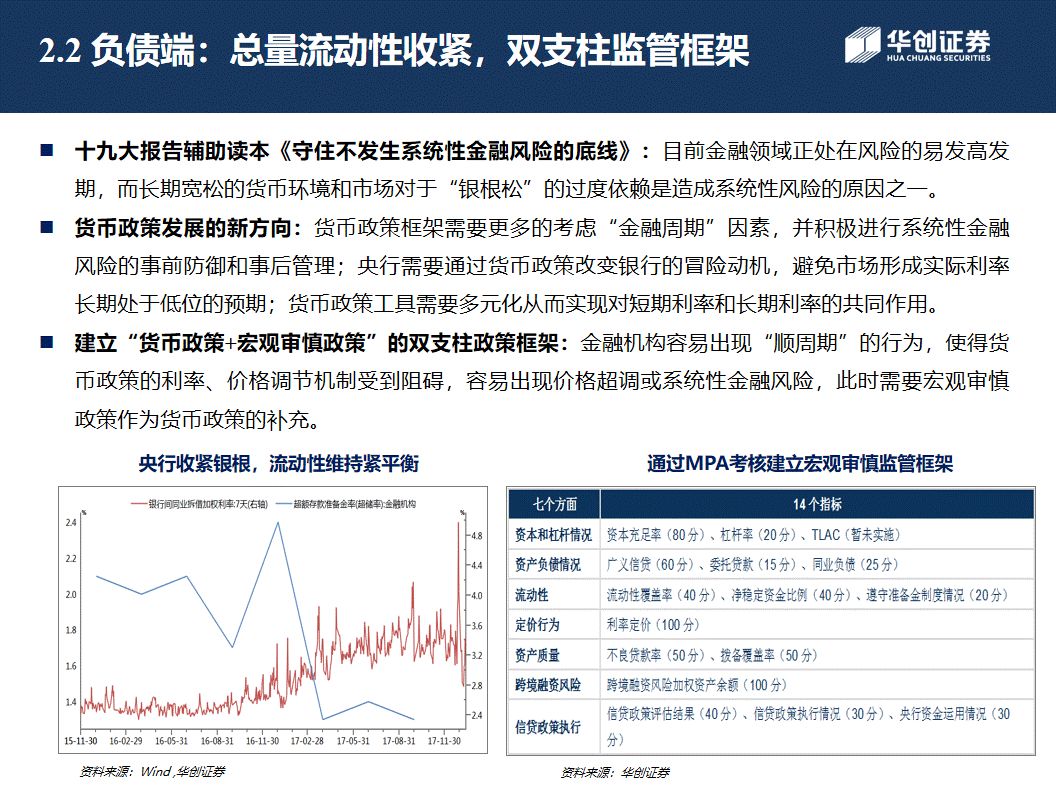 2.2 负债端：总量流动性收紧，双支柱监管框架
华创证券
HUA CHUANG SECURITIES
■ 十九大报告辅助读本《守住不发生系统性金融风险的底线》：目前金融领域正处在风险的易发高发
期，而长期宽松的货币环境和市场对于“银根松”的过度依赖是造成系统性风险的原因之一。
■ 货币政策发展的新方向：货币政策框架需要更多的考虑“金融周期”因素，并积极进行系统性金融
风险的事前防御和事后管理；央行需要通过货币政策改变银行的冒险动机，避免市场形成实际利率
长期处于低位的预期；货币政策工具需要多元化从而实现对短期利率和长期利率的共同作用。
■ 建立“货币政策+宏观审慎政策”的双支柱政策框架：金融机构容易出现“顺周期”的行为，使得货
币政策的利率、价格调节机制受到阻碍，容易出现价格超调或系统性金融风险，此时需要宏观审慎
政策作为货币政策的补充。
央行收紧银根，流动性维持紧平衡
银行间同业拆借加权利率:7天(右轴) 超额存款准备金率(超储率):金融机构
% %
2.4
2.2
2.0
1.8
1.6
1.4
4.8
4.4
4.0
3.6
3.2
2.8
2.4
15-11-30 16-02-29 16-05-31 16-08-31 16-11-30 17-02-28 17-05-31 17-08-31 17-11-30
资料来源：Wind ,华创证券
通过MPA考核建立宏观审慎监管框架
七个方面 14个指标
资本和杠杆情况 资本充足率（80分）、杠杆率（20分）、TLAC（暂未实施）
资产负债情况 广义信贷（60分）、委托贷款（15分）、同业负债（25分）
流动性 流动性覆盖率（40分）、净稳定资金比例（40分）、遵守准备金制度情况（20分）
定价行为 利率定价（100分）
资产质量 不良贷款率（50分）、拨备覆盖率（50分）
跨境融资风险 跨境融资风险加权资产余额（100分）
信贷政策执行 信贷政策评估结果（40分）、信贷政策执行情况（30分）、央行资金运用情况（30
分）
资料来源：华创证券